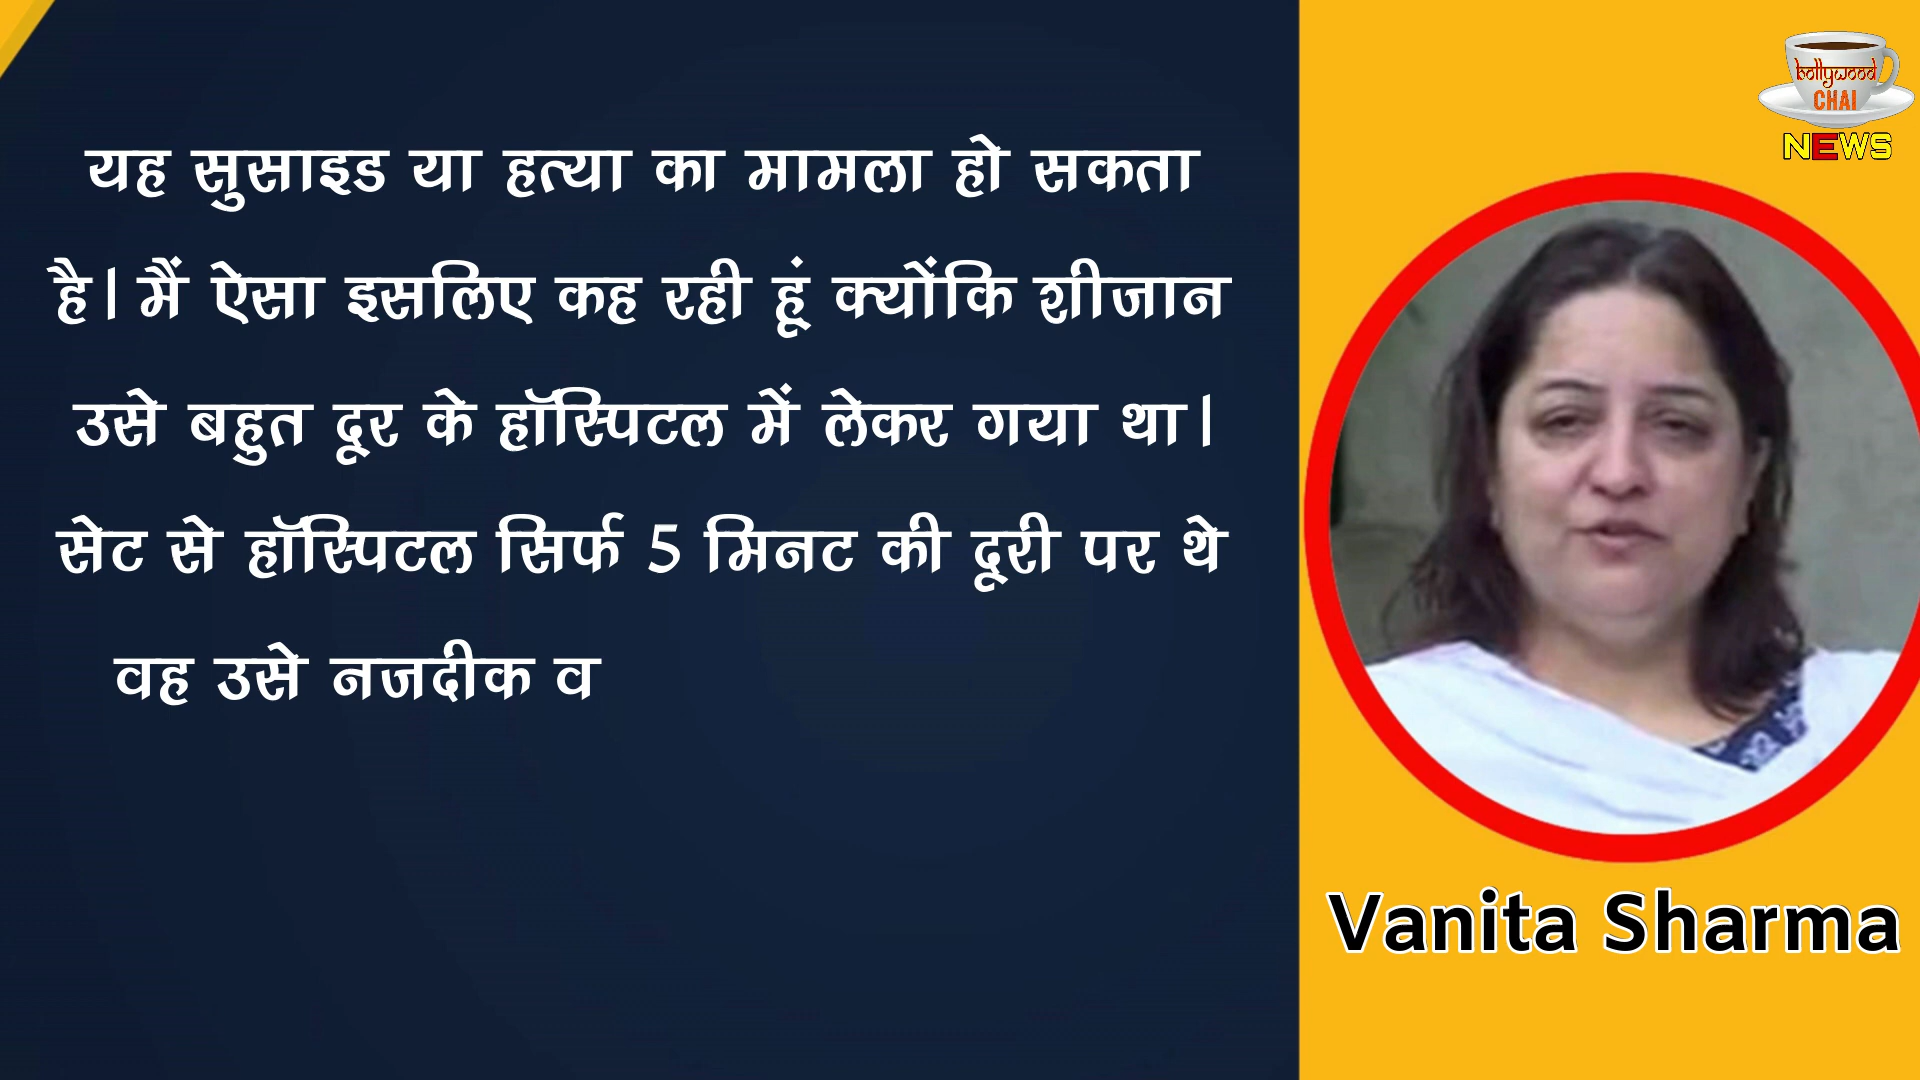 यह सुसाइड या हत्या का मामला हो सकता
है। मैं ऐसा इसलिए कह रही हूं क्योंकि शीजान
उसे बहुत दूर के हॉस्पिटल में लेकर गया था।
सेट से हॉस्पिटल सिर्फ 5 मिनट की दूरी पर थे
वह उसे नजदीक व
bollywood
CHAI
NEWS
Vanita Sharma